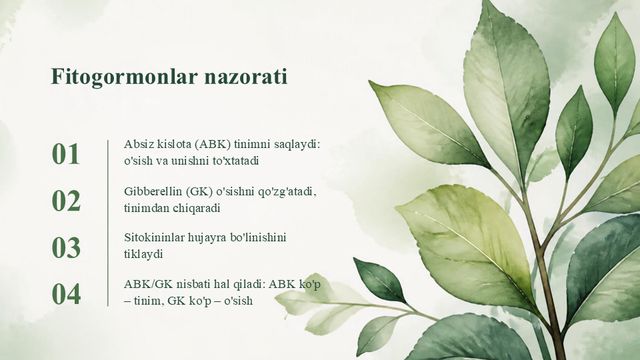 Fitogormonlar nazorati
01
Absiz kislota (ABK) tinimni saqlaydi:
o'sish va unishni to'xtatadi
02
Gibberellin (GK) o'sishni qo'zg'atadi,
tinimdan chiqaradi
03
Sitokininlar hujayra bo'linishini
tiklaydi
04
ABK/GK nisbati hal qiladi: ABK ko'p
– tinim, GK ko'p – o'sish